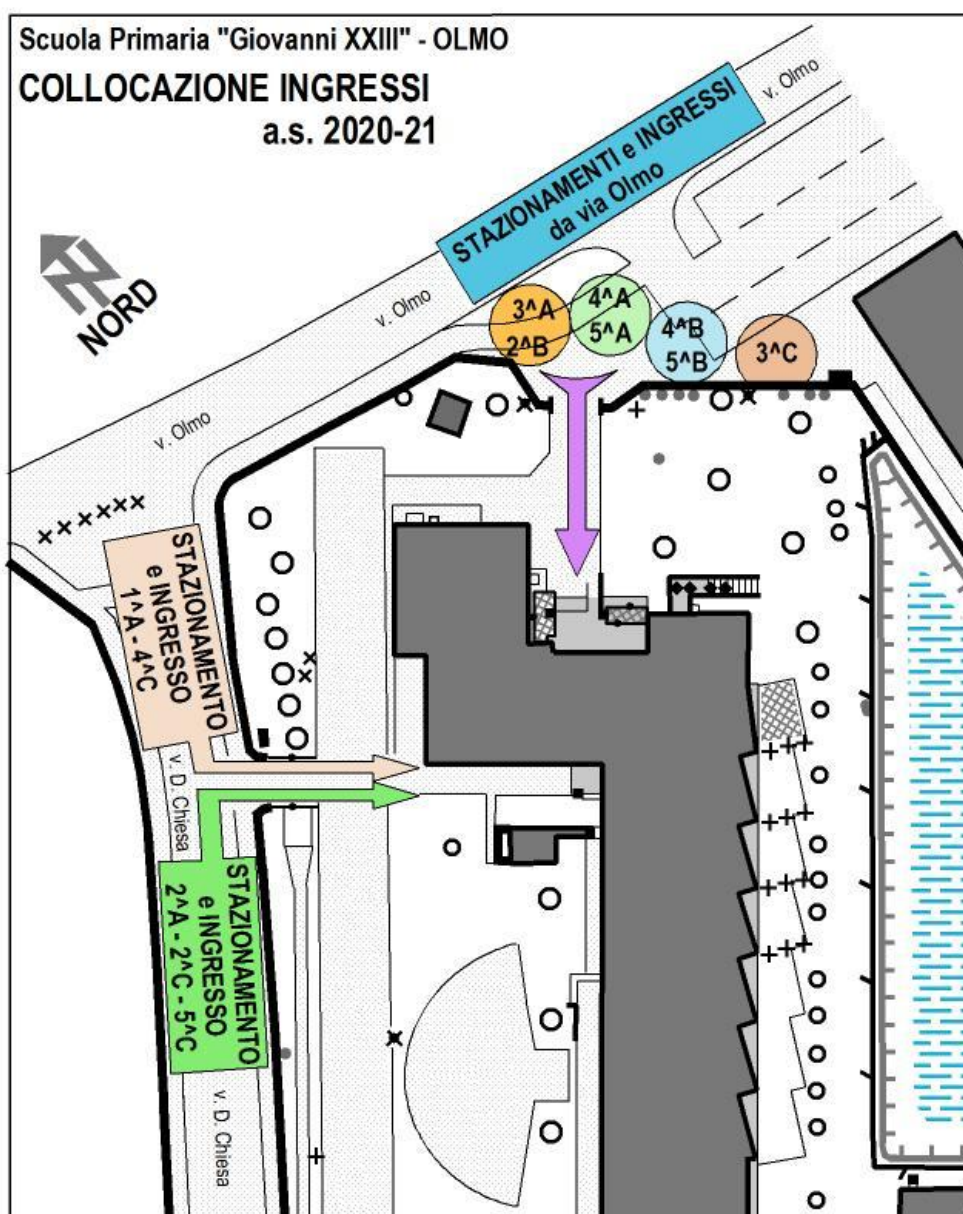 Scuola Primaria "Giovanni XXIII" - OLMO
COLLOCAZIONE INGRESSI
a.s. 2020-21
v. Olmo
STAZIONAMENTI e INGRESSI
da via Olmo
NORD
v. Olmo
3^A
2^B
4^A
5^A
4^B
5^B
3^C
v. Olmo
STAZIONAMENTO
e INGRESSO
1^A - 4^C
v. D. Chiesa
STAZIONAMENTO
e INGRESSO
2^A - 2^C - 5^C
v. D. Chiesa